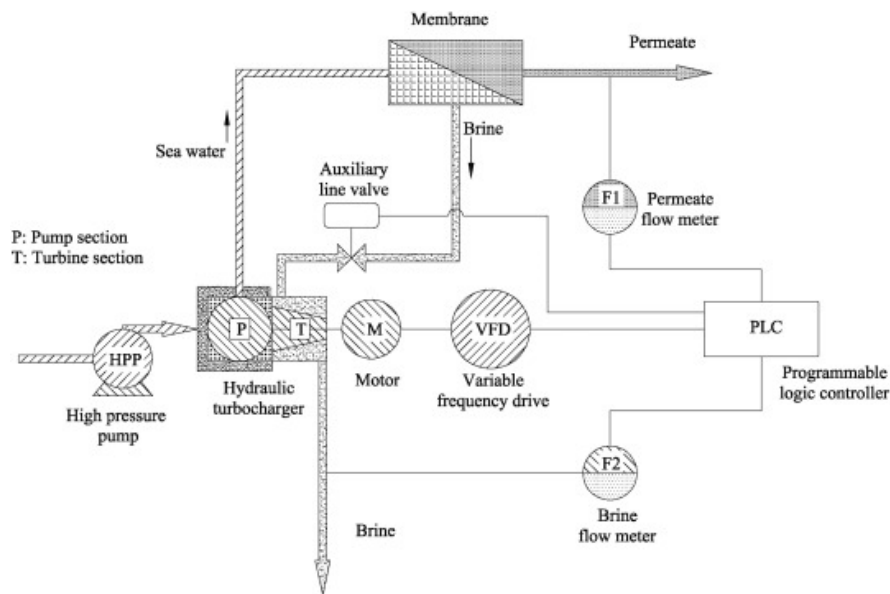 Membrane
Permeate
Sea water
Brine
Auxiliary
line valve
F1
Permeate
flow meter
P: Pump section
T: Turbine section
HPP
P
T
M
VFD
PLC
High pressure
pump
Hydraulic
turbocharger
Motor
Variable
frequency drive
Programmable
logic controller
F2
Brine
flow meter
Brine